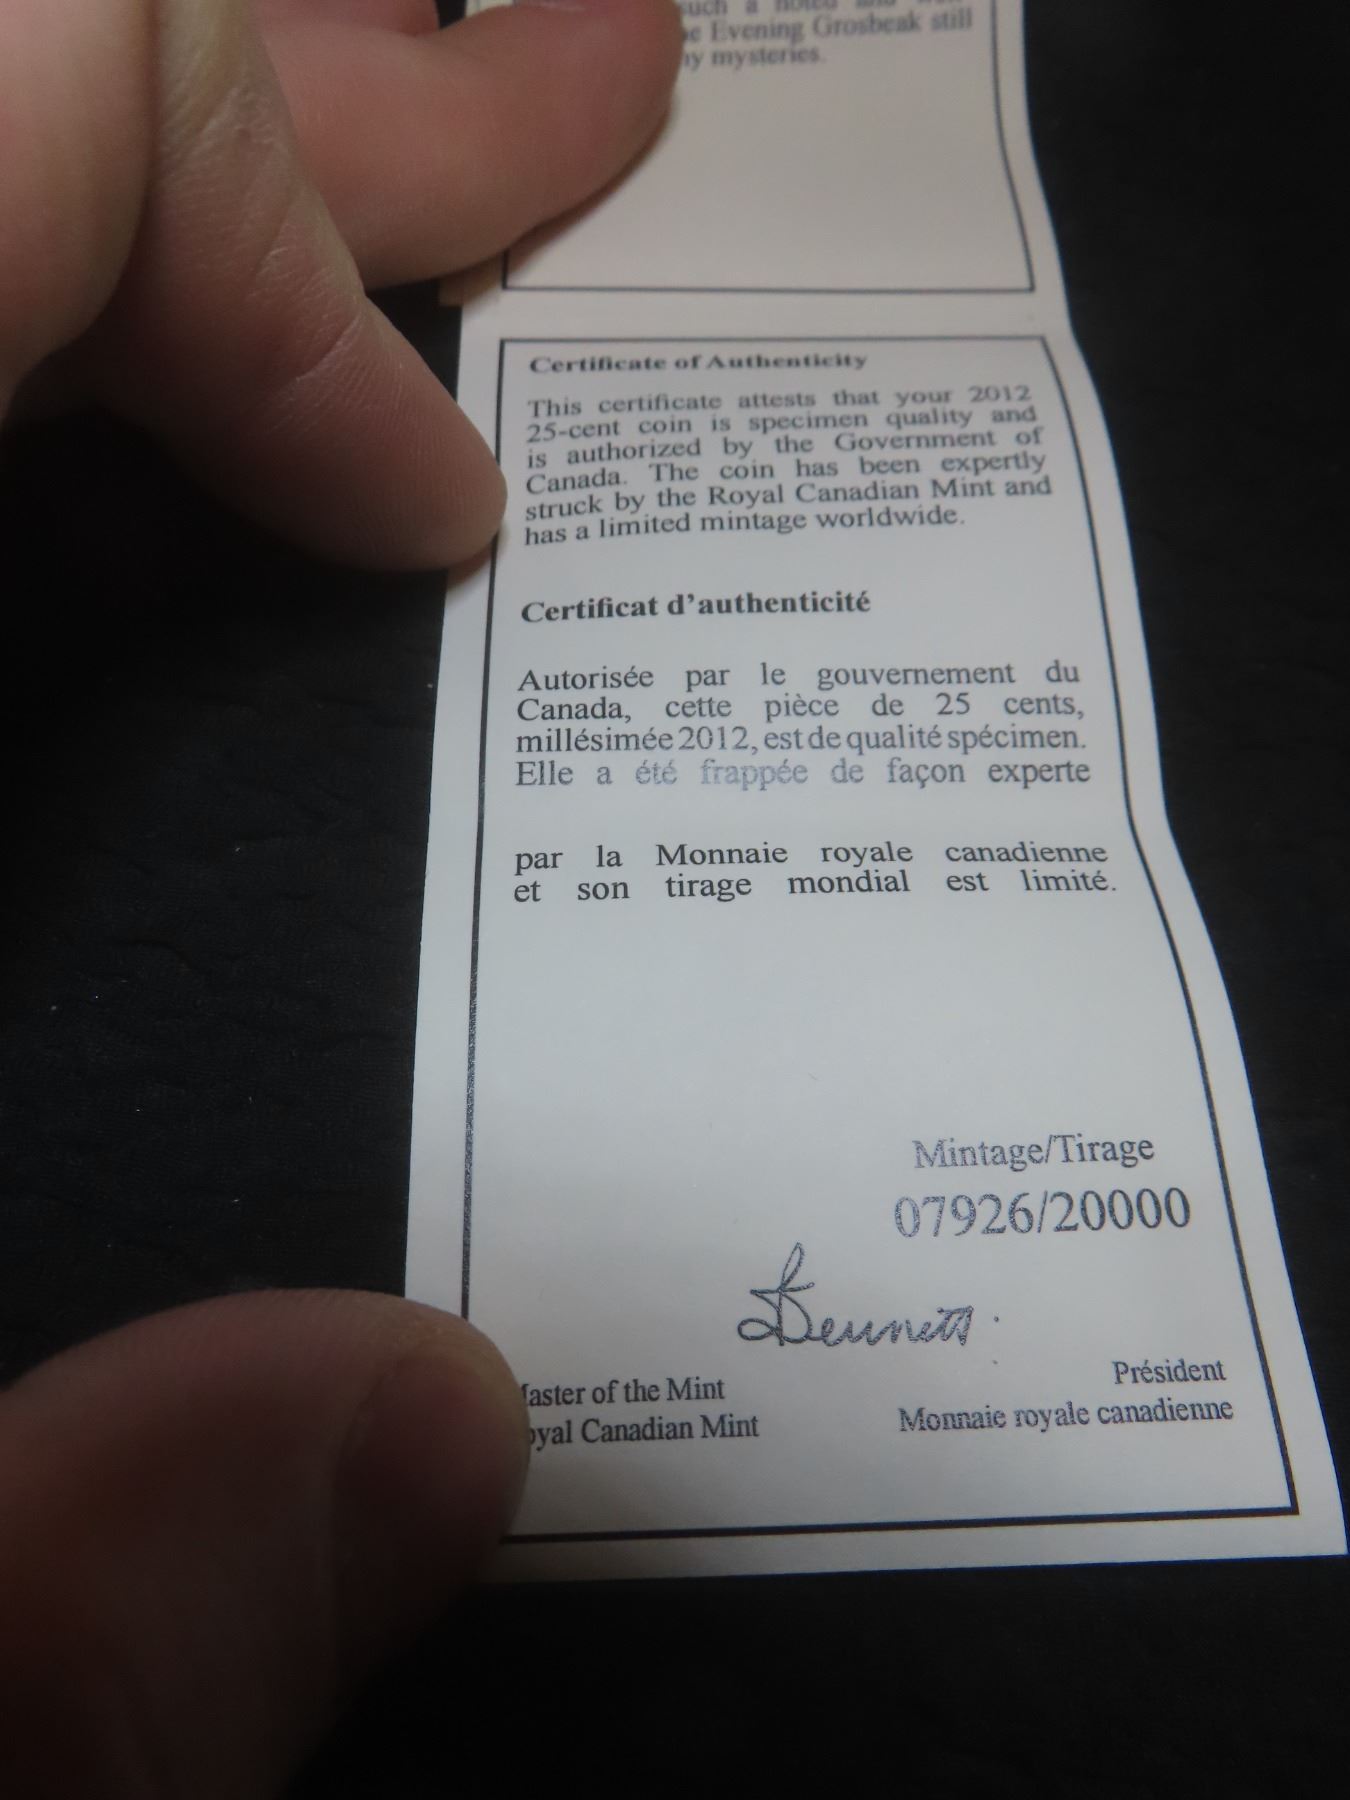 such a noted and
Evening Grosbeak still
mysteries.
Certificate of Authenticity
This certificate attests that your 2012
25-cent coin is specimen quality and
is authorized by the Government of
Canada. The coin has been expertly
struck by the Royal Canadian Mint and
has a limited mintage worldwide.
Certificat d'authenticité
Autorisée par le gouvernement du
Canada, cette pièce de 25 cents,
millésimée 2012, est de qualité spécimen.
Elle a été frappée de façon experte
par la Monnaie royale canadienne
et son tirage mondial est limité.
Mintage/Tirage
07926/20000
Bennett
aster of the Mint
Président
oyal Canadian Mint
Monnaie royale canadienne